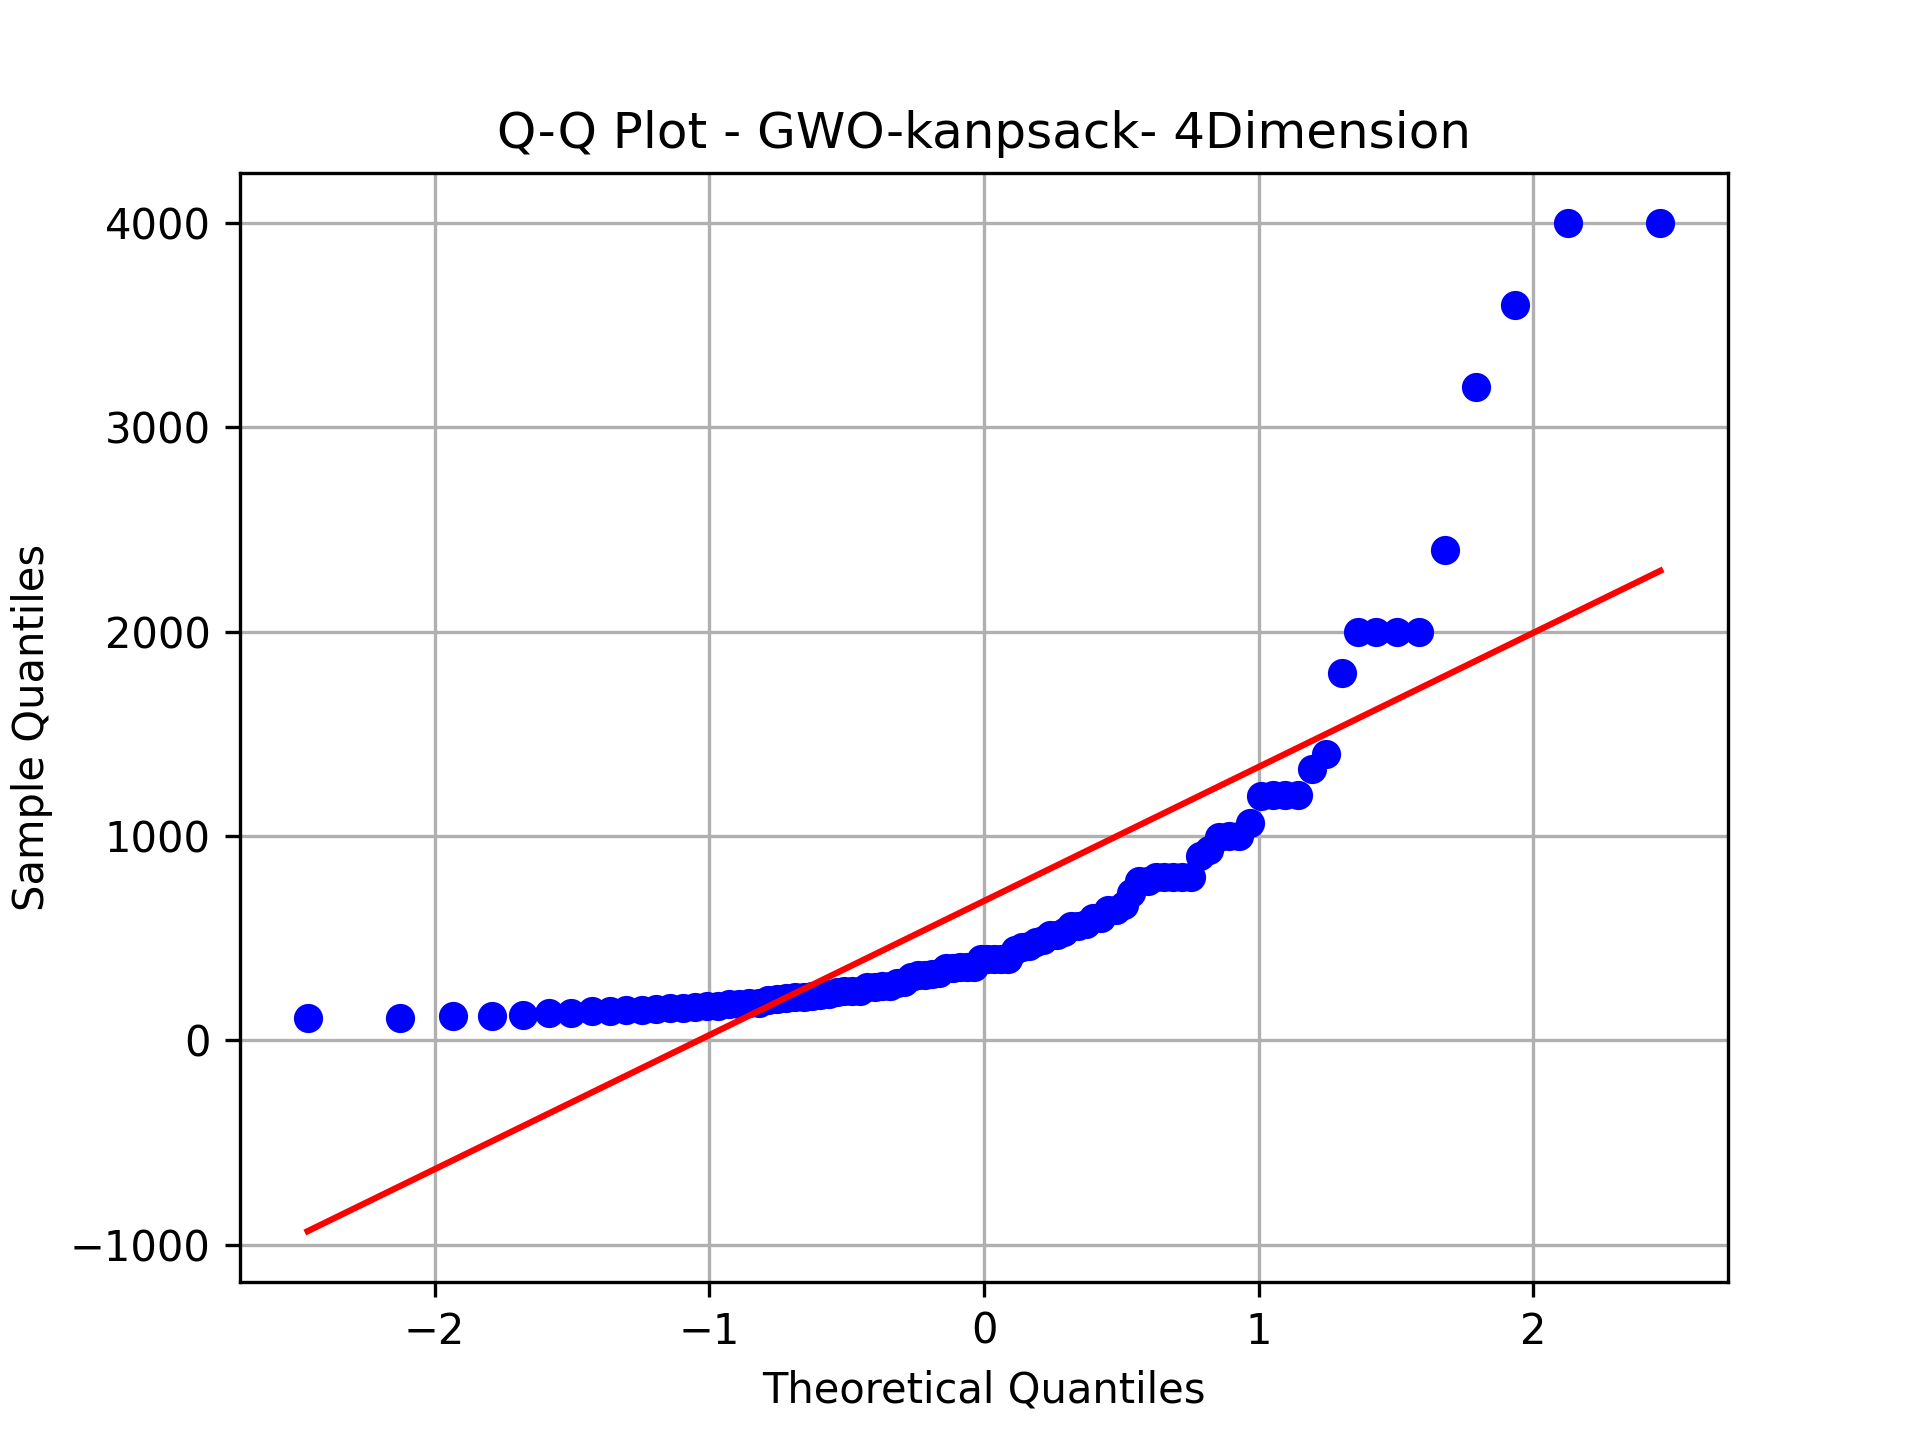 Q-Q Plot - GWO-kanpsack- 4Dimension
4000
3000
2000
1000
0
−1000
Sample Quantiles
−2 −1 0 1 2
Theoretical Quantiles